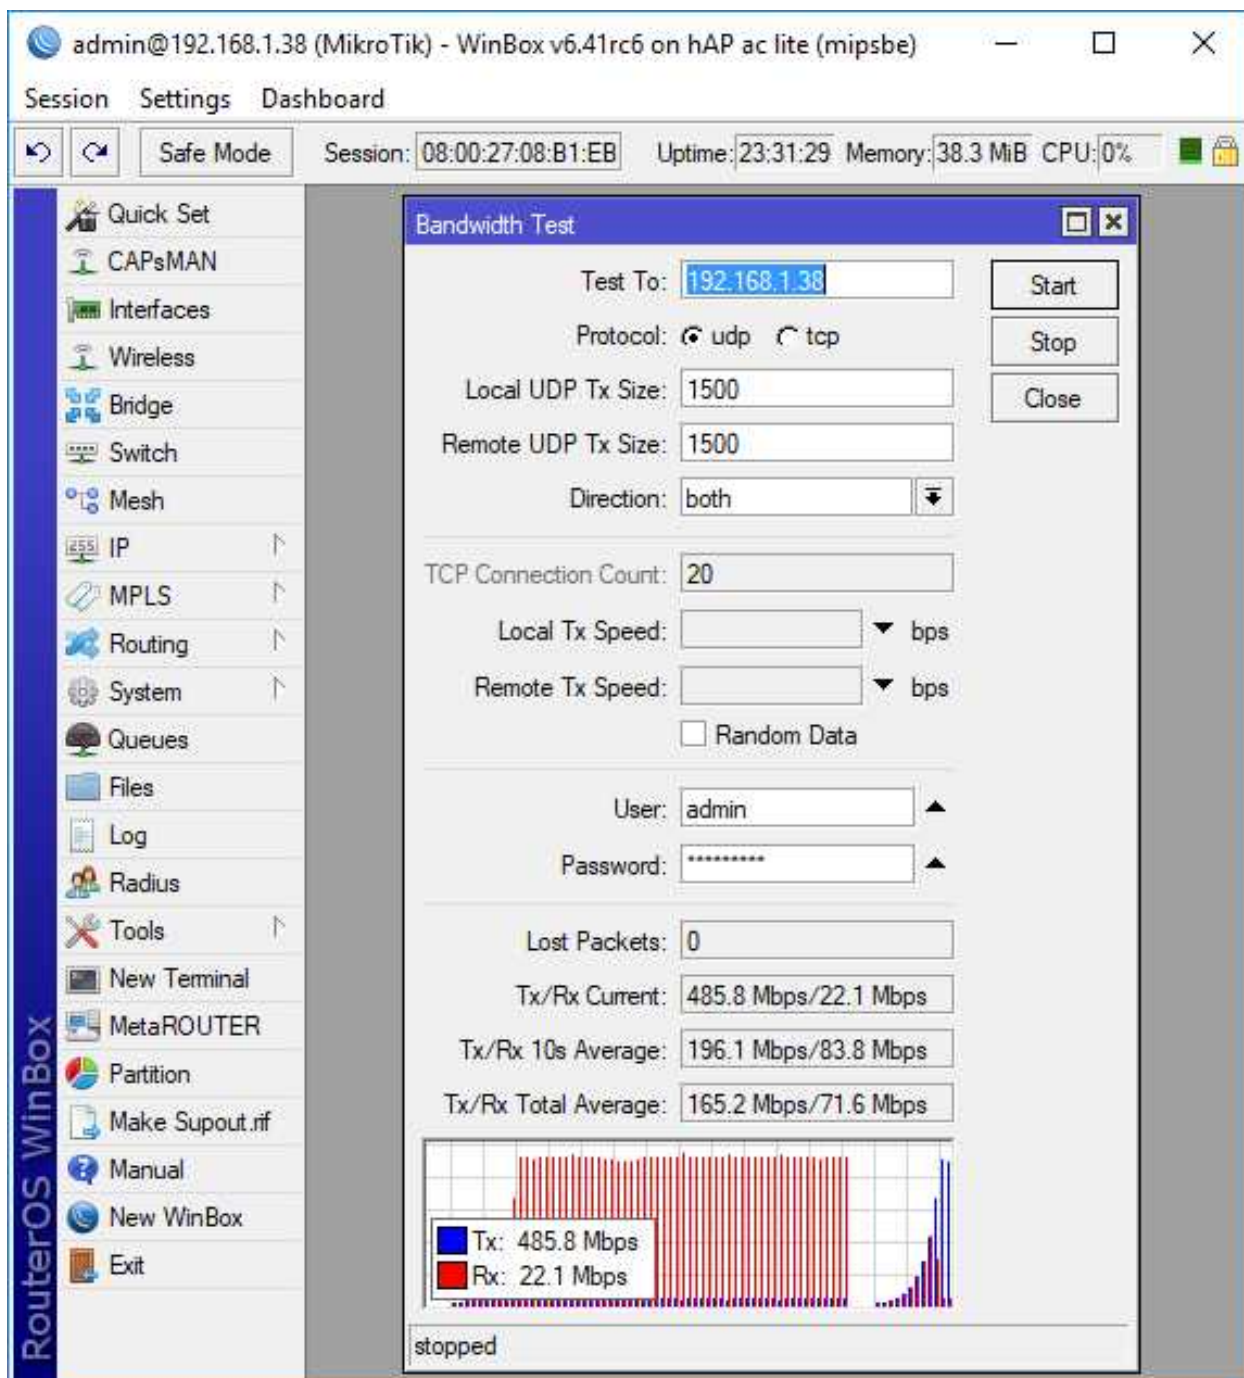 admin@192.168.1.38 (MikroTik) - WinBox v6.41rc6 on hAP ac lite (mipsbe)
Session Settings Dashboard
Safe Mode Session: 08:00:27:08:B1:EB Uptime: 23:31:29 Memory: 38.3 MiB CPU: 0%
RouterOS WinBox
Quick Set
CAPsMAN
Interfaces
Wireless
Bridge
Switch
Mesh
255 IP
MPLS
Routing
System
Queues
Files
Log
Radius
Tools
New Terminal
MetaROUTER
Partition
Make Supout.rif
Manual
New WinBox
Exit
Bandwidth Test
Test To: 192.168.1.38
Protocol: udp tcp
Local UDP Tx Size: 1500
Remote UDP Tx Size: 1500
Direction: both
TCP Connection Count: 20
Local Tx Speed: bps
Remote Tx Speed: bps
Random Data
User: admin
Password: *********
Lost Packets: 0
Tx/Rx Current: 485.8 Mbps/22.1 Mbps
Tx/Rx 10s Average: 196.1 Mbps/83.8 Mbps
Tx/Rx Total Average: 165.2 Mbps/71.6 Mbps
Tx: 485.8 Mbps
Rx: 22.1 Mbps
stopped
Start
Stop
Close